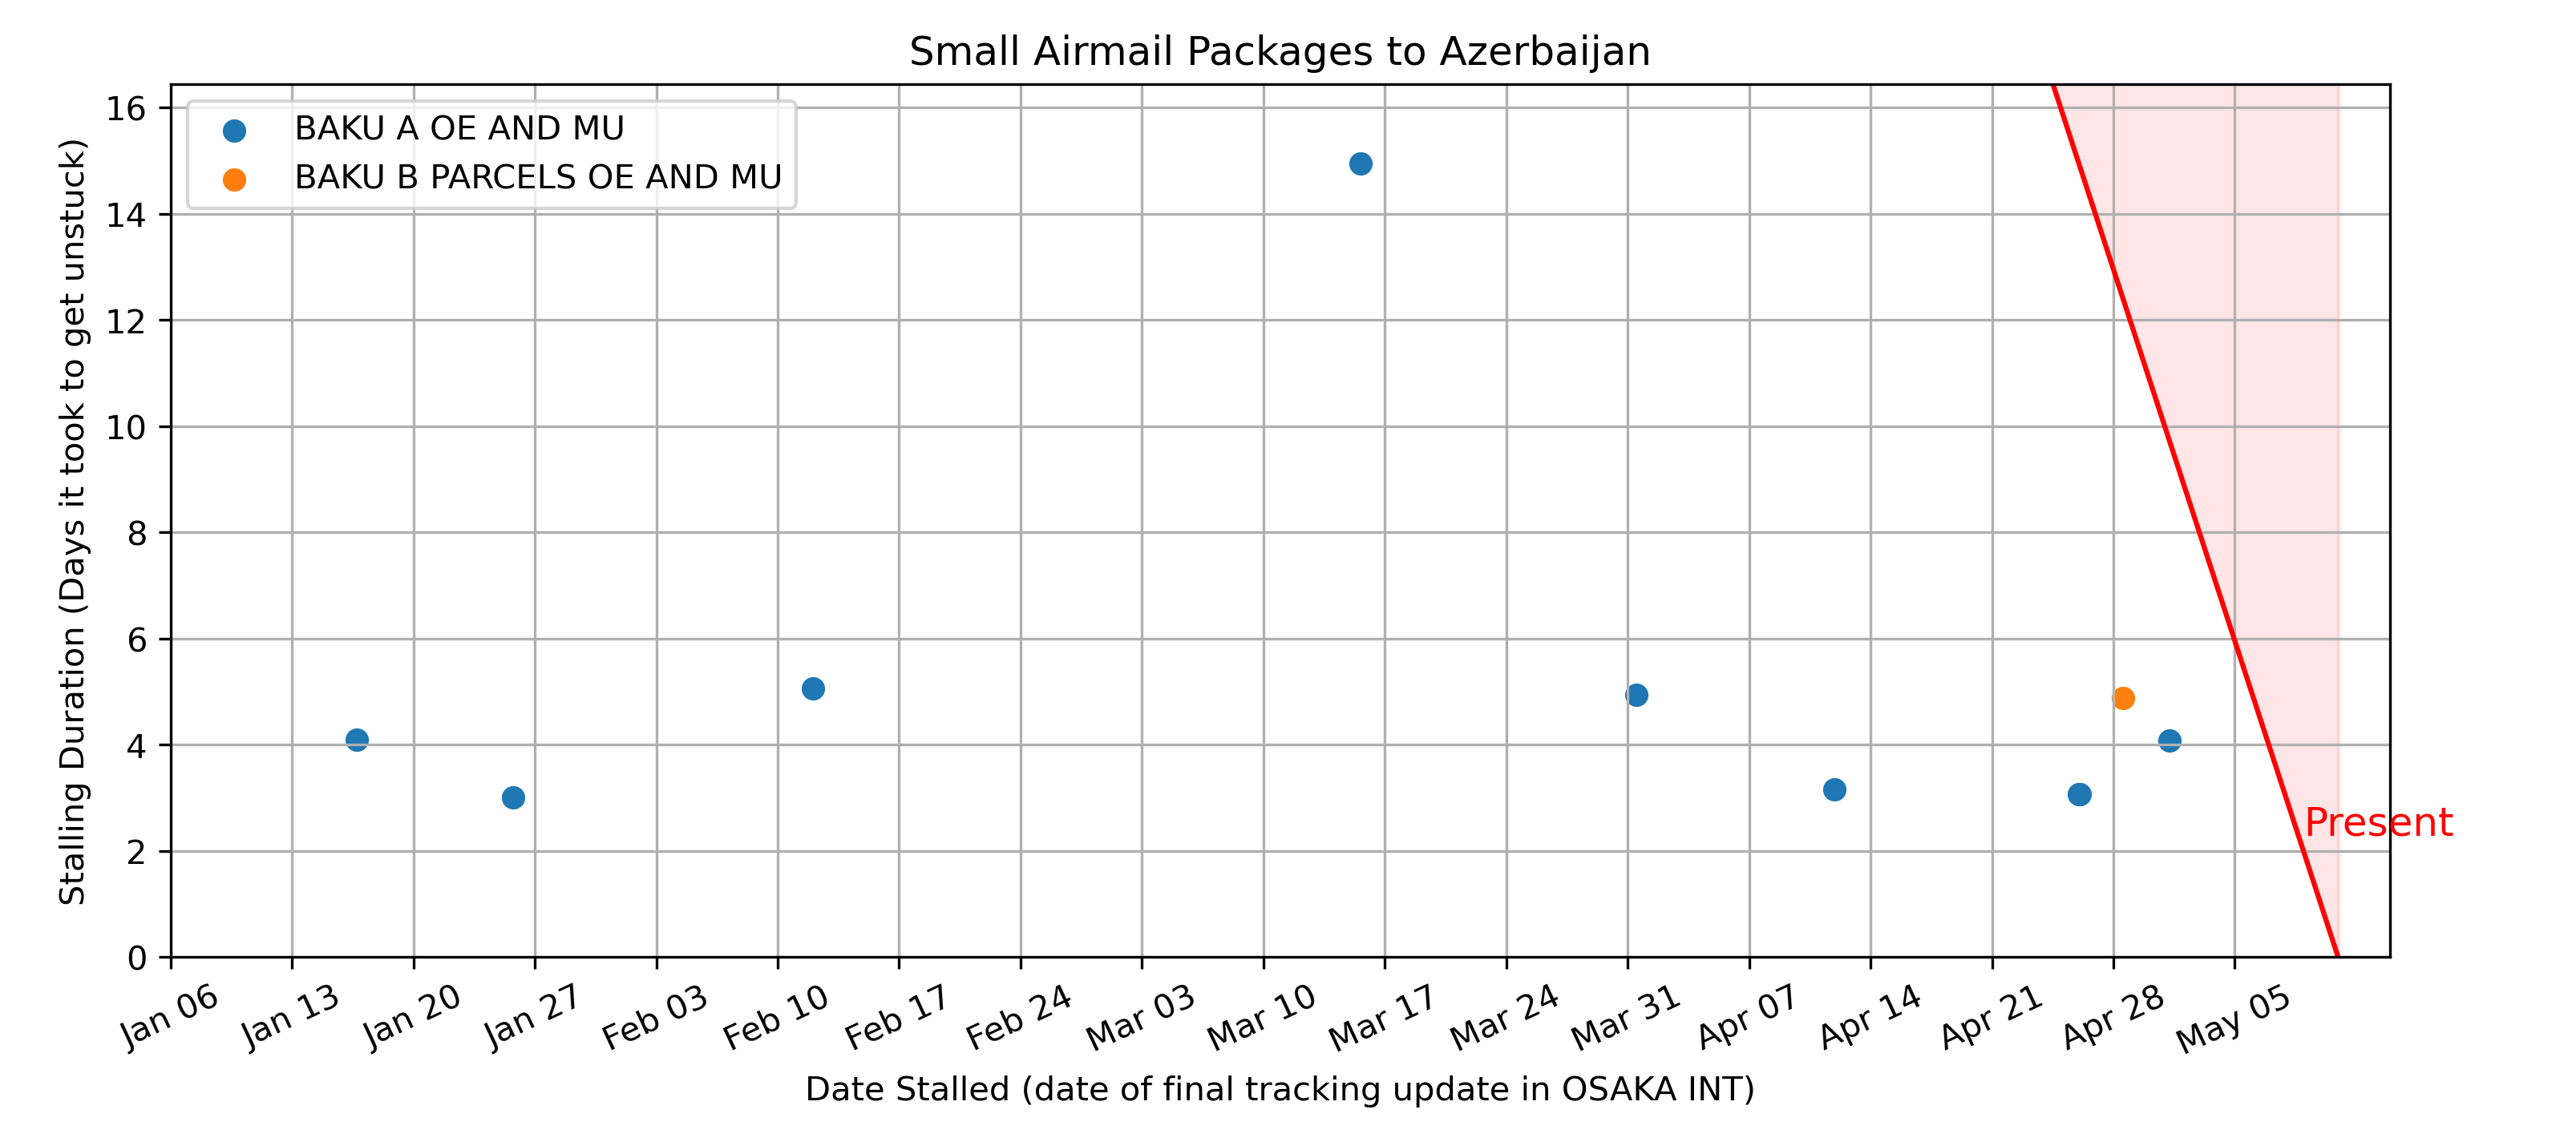 Small Airmail Packages to Azerbaijan
BAKU A OE AND MU
BAKU B PARCELS OE AND MU
Stalling Duration (Days it took to get unstuck)
16
14
12
10
8
6
4
2
0
Present
Jan 06 Jan 13 Jan 20 Jan 27 Feb 03 Feb 10 Feb 17 Feb 24 Mar 03 Mar 10 Mar 17 Mar 24 Mar 31 Apr 07 Apr 14 Apr 21 Apr 28 May 05
Date Stalled (date of final tracking update in OSAKA INT)